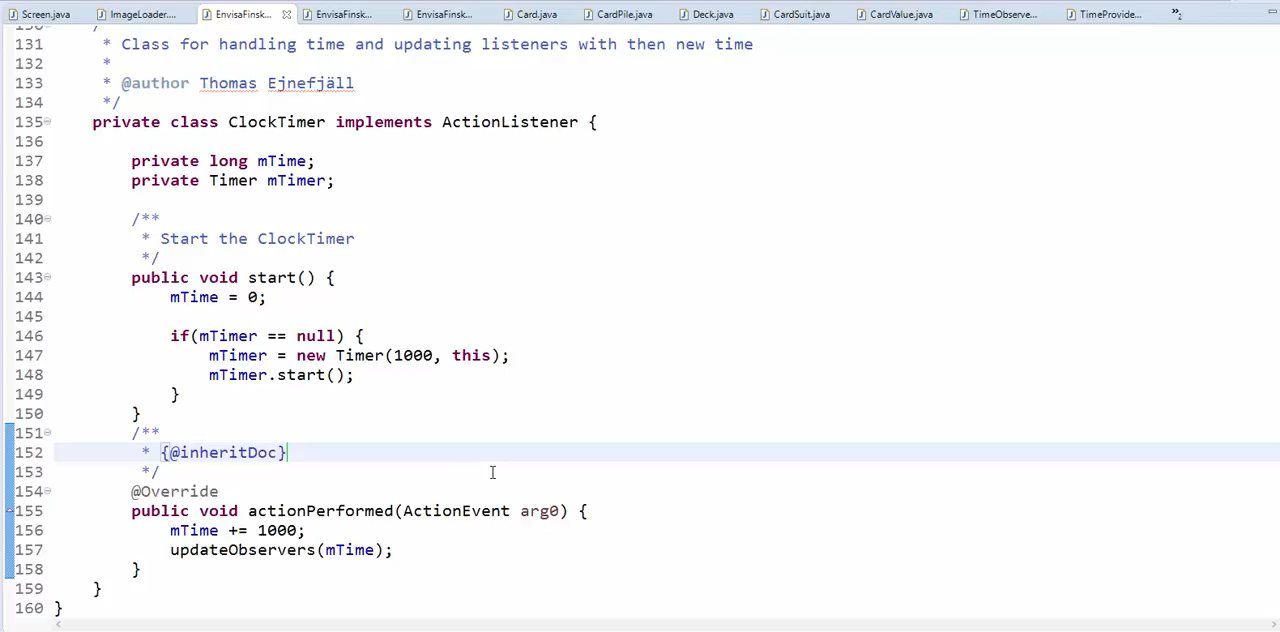 Screen.java ImageLoader.... EnvisaFinsk... EnvisaFinsk... EnvisaFinsk... Card.java CardPile.java Deck.java CardSuit.java CardValue.java TimeObserve... TimeProvide... »2
131 * Class for handling time and updating listeners with then new time
132 *
133 * @author Thomas Ejnefjäll
134 */
135 private class ClockTimer implements ActionListener {
136
137 private long mTime;
138 private Timer mTimer;
139
140 /**
141 * Start the ClockTimer
142 */
143 public void start() {
144 mTime = 0;
145
146 if(mTimer == null) {
147 mTimer = new Timer(1000, this);
148 mTimer.start();
149 }
150 }
151 /**
152 * {@inheritDoc}
153 */
154 @Override
155 public void actionPerformed(ActionEvent arg0) {
156 mTime += 1000;
157 updateObservers(mTime);
158 }
159 }
160 }